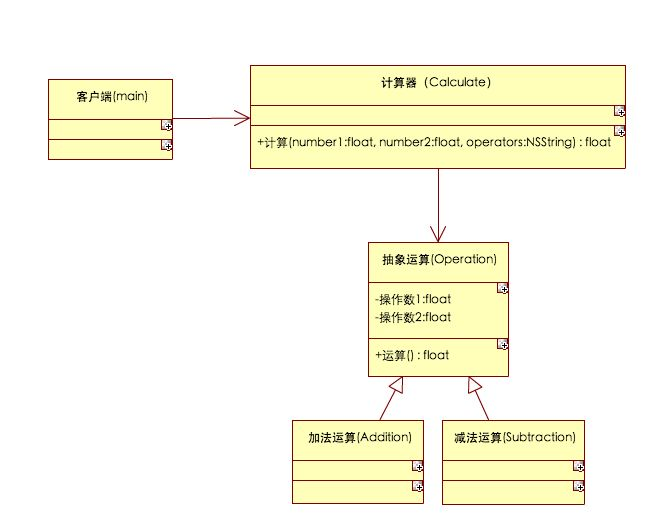 客户端(main)
计算器（Calculate）
+计算(number1:float, number2:float, operators:NSString) : float
抽象运算(Operation)
-操作数1:float
-操作数2:float
+运算() : float
加法运算(Addition)
减法运算(Subtraction)